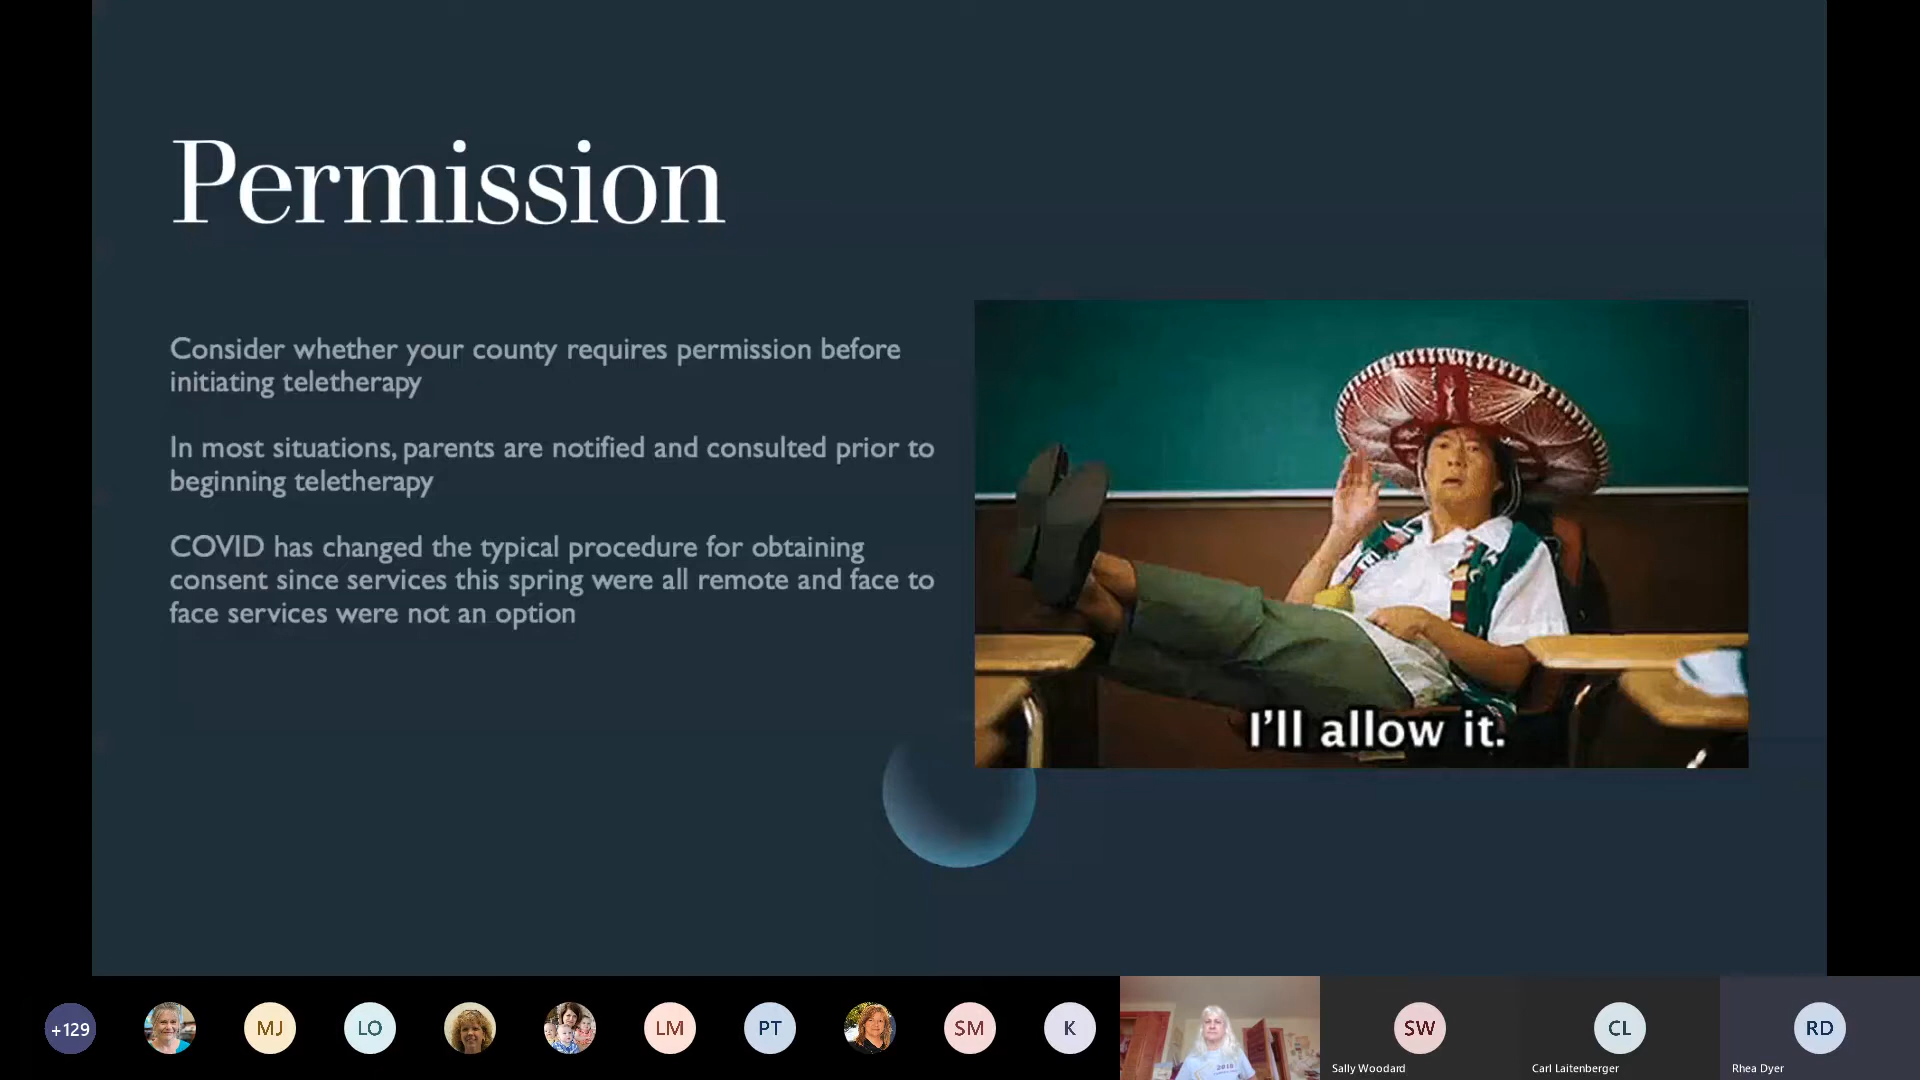 Permission
Consider whether your county requires permission before
initiating teletherapy
In most situations, parents are notified and consulted prior to
beginning teletherapy
COVID has changed the typical procedure for obtaining
consent since services this spring were all remote and face to
face services were not an option
I'll allow it.
+129
MJ
LO
LM
PT
SM
K
2018
SW
Sally Woodard
CL
Carl Laitenberger
RD
Rhea Dyer